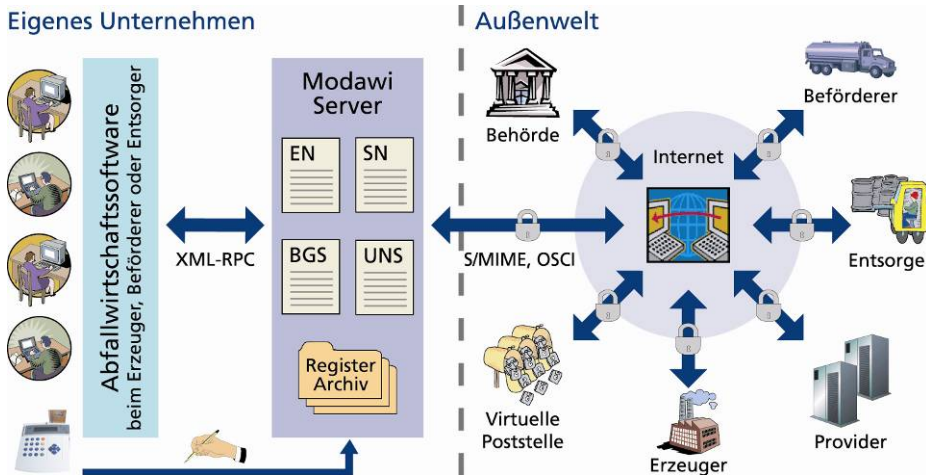 Eigenes Unternehmen
Abfallwirtschaftssoftware
beim Erzeuger, Beförderer oder Entsorger
XML-RPC
Modawi
Server
EN
SN
BGS
UNS
Register
Archiv
Außenwelt
Behörde
Beförderer
Internet
S/MIME, OSCI
Entsorge
Virtuelle
Poststelle
Erzeuger
Provider